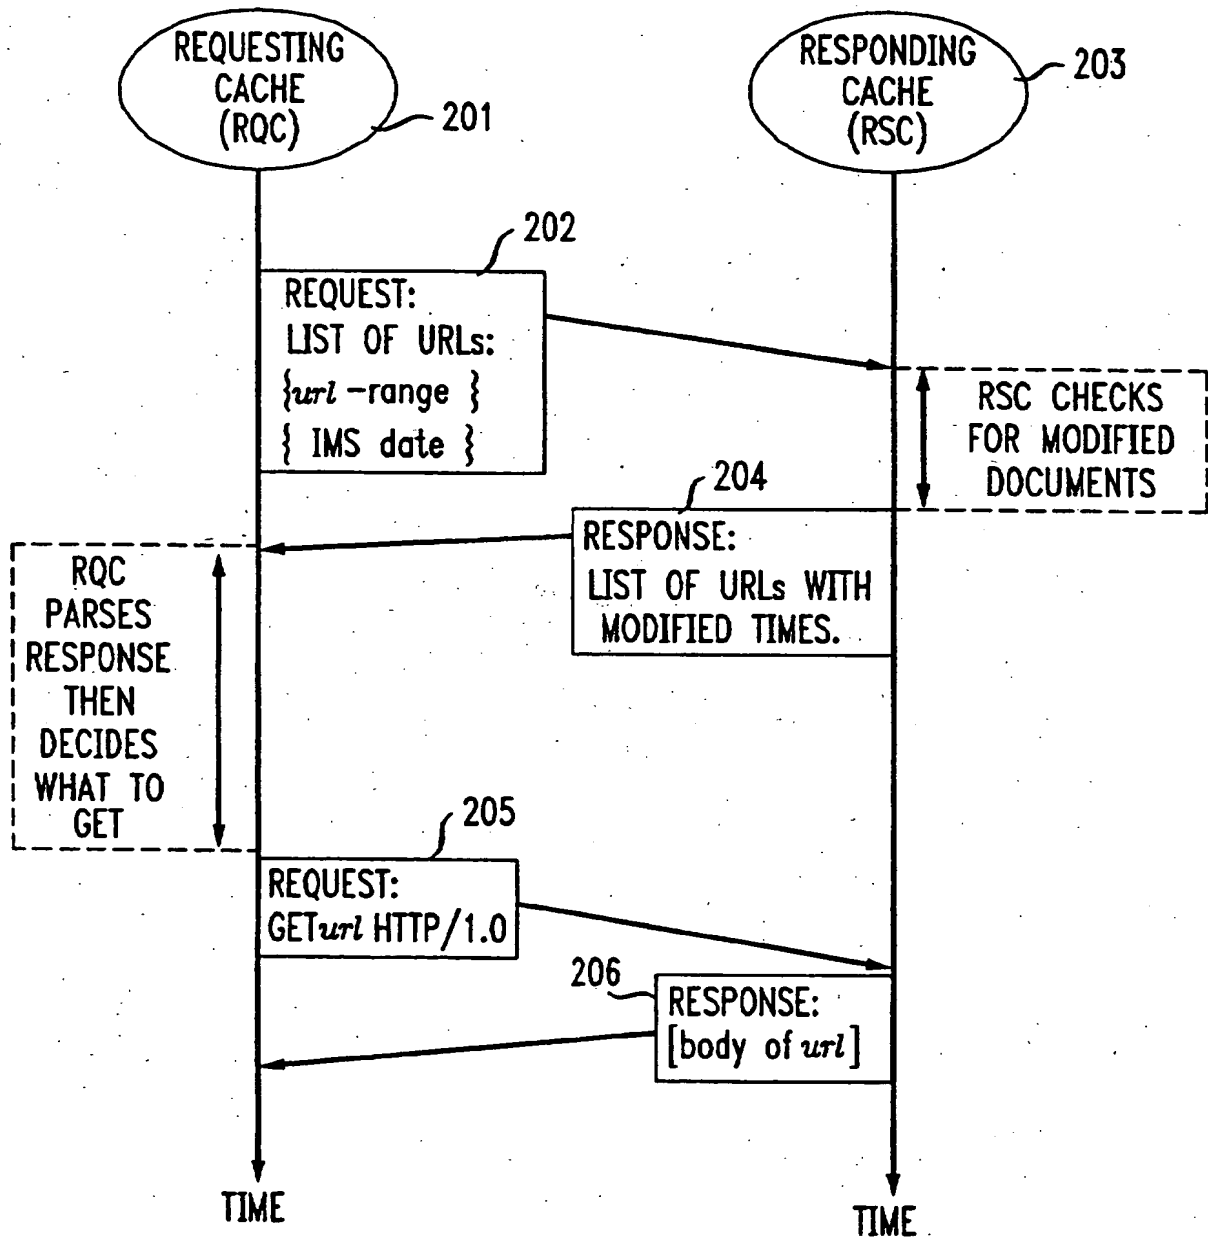 REQUESTING
CACHE
(RQC)
201
RESPONDING
CACHE
(RSC)
203
202
REQUEST:
LIST OF URLs:
{url -range }
{ IMS date }
RSC CHECKS
FOR MODIFIED
DOCUMENTS
204
RESPONSE:
LIST OF URLs WITH
MODIFIED TIMES.
RQC
PARSES
RESPONSE
THEN
DECIDES
WHAT TO
GET
205
REQUEST:
GET url HTTP/1.0
206
RESPONSE:
[body of url]
TIME
TIME